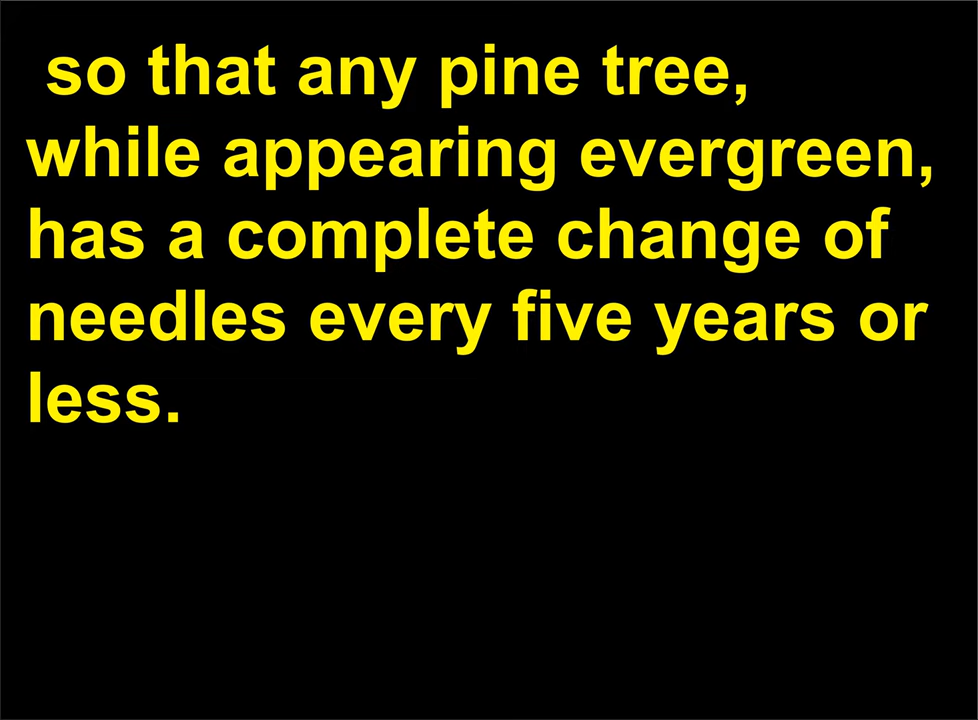 so that any pine tree,
while appearing evergreen,
has a complete change of
needles every five years or
less.